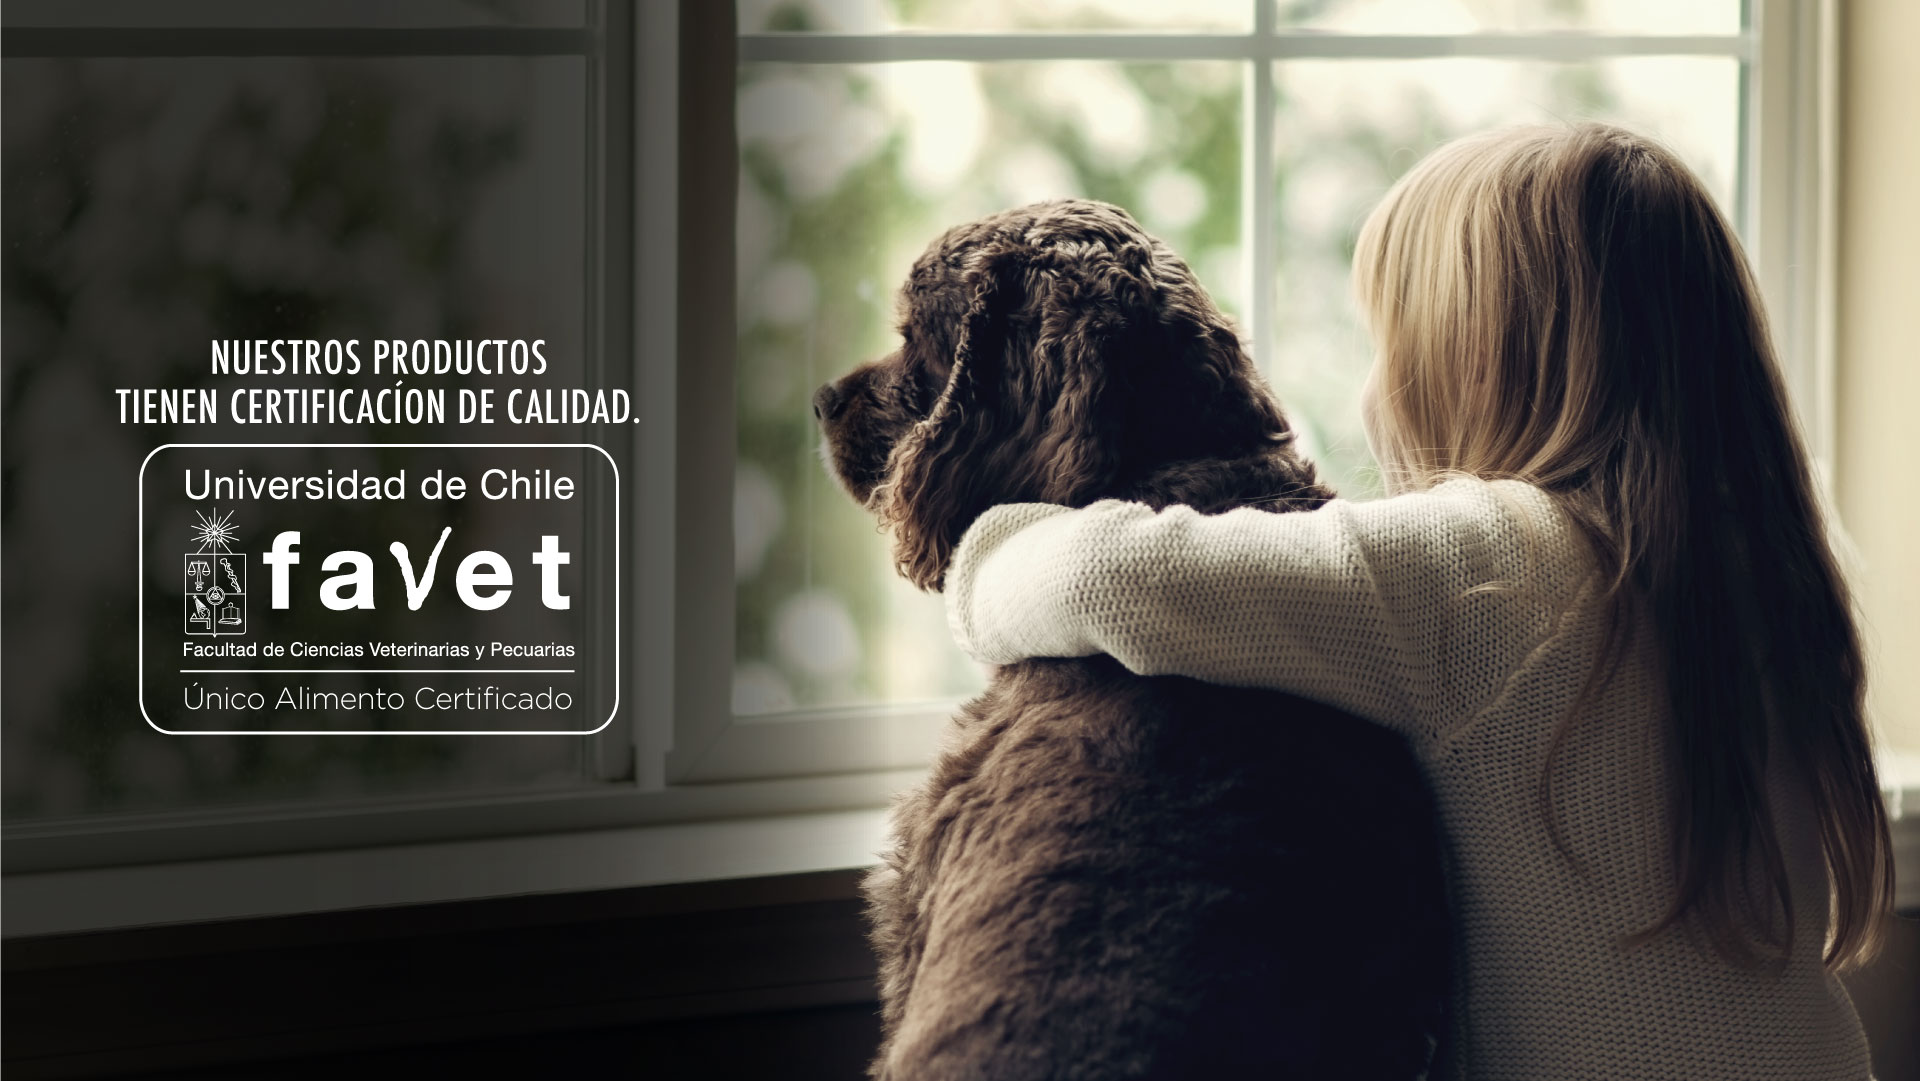 NUESTROS PRODUCTOS
TIENEN CERTIFICACÍON DE CALIDAD.
Universidad de Chile
favet
Facultad de Ciencias Veterinarias y Pecuarias
Único Alimento Certificado